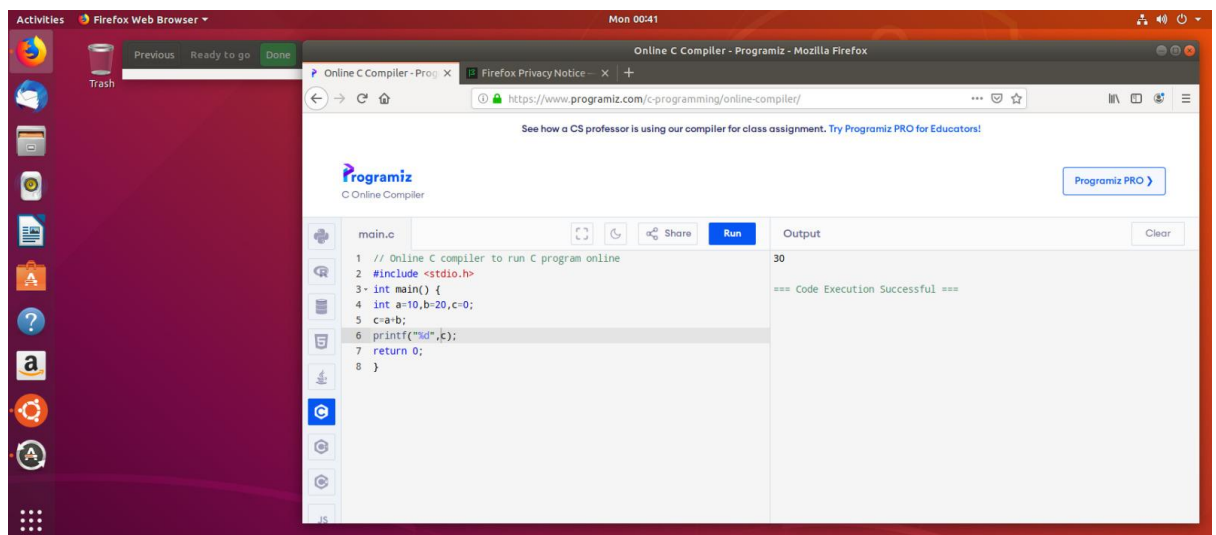 Activities Firefox Web Browser Mon 00:41
Trash
Previous Ready to go Done
Online C Compiler - Programiz - Mozilla Firefox
Online C Compiler - Prog Firefox Privacy Notice —
https://www.programiz.com/c-programming/online-compiler/
See how a CS professor is using our compiler for class assignment. Try Programiz PRO for Educators!
Programiz
C Online Compiler
Programiz PRO ❯
main.c Share Run Output Clear
1 // Online C compiler to run C program online
2 #include <stdio.h>
3 int main() {
4 int a=10,b=20,c=0;
5 c=a+b;
6 printf("%d",c);
7 return 0;
8 }
30
=== Code Execution Successful ===
JS